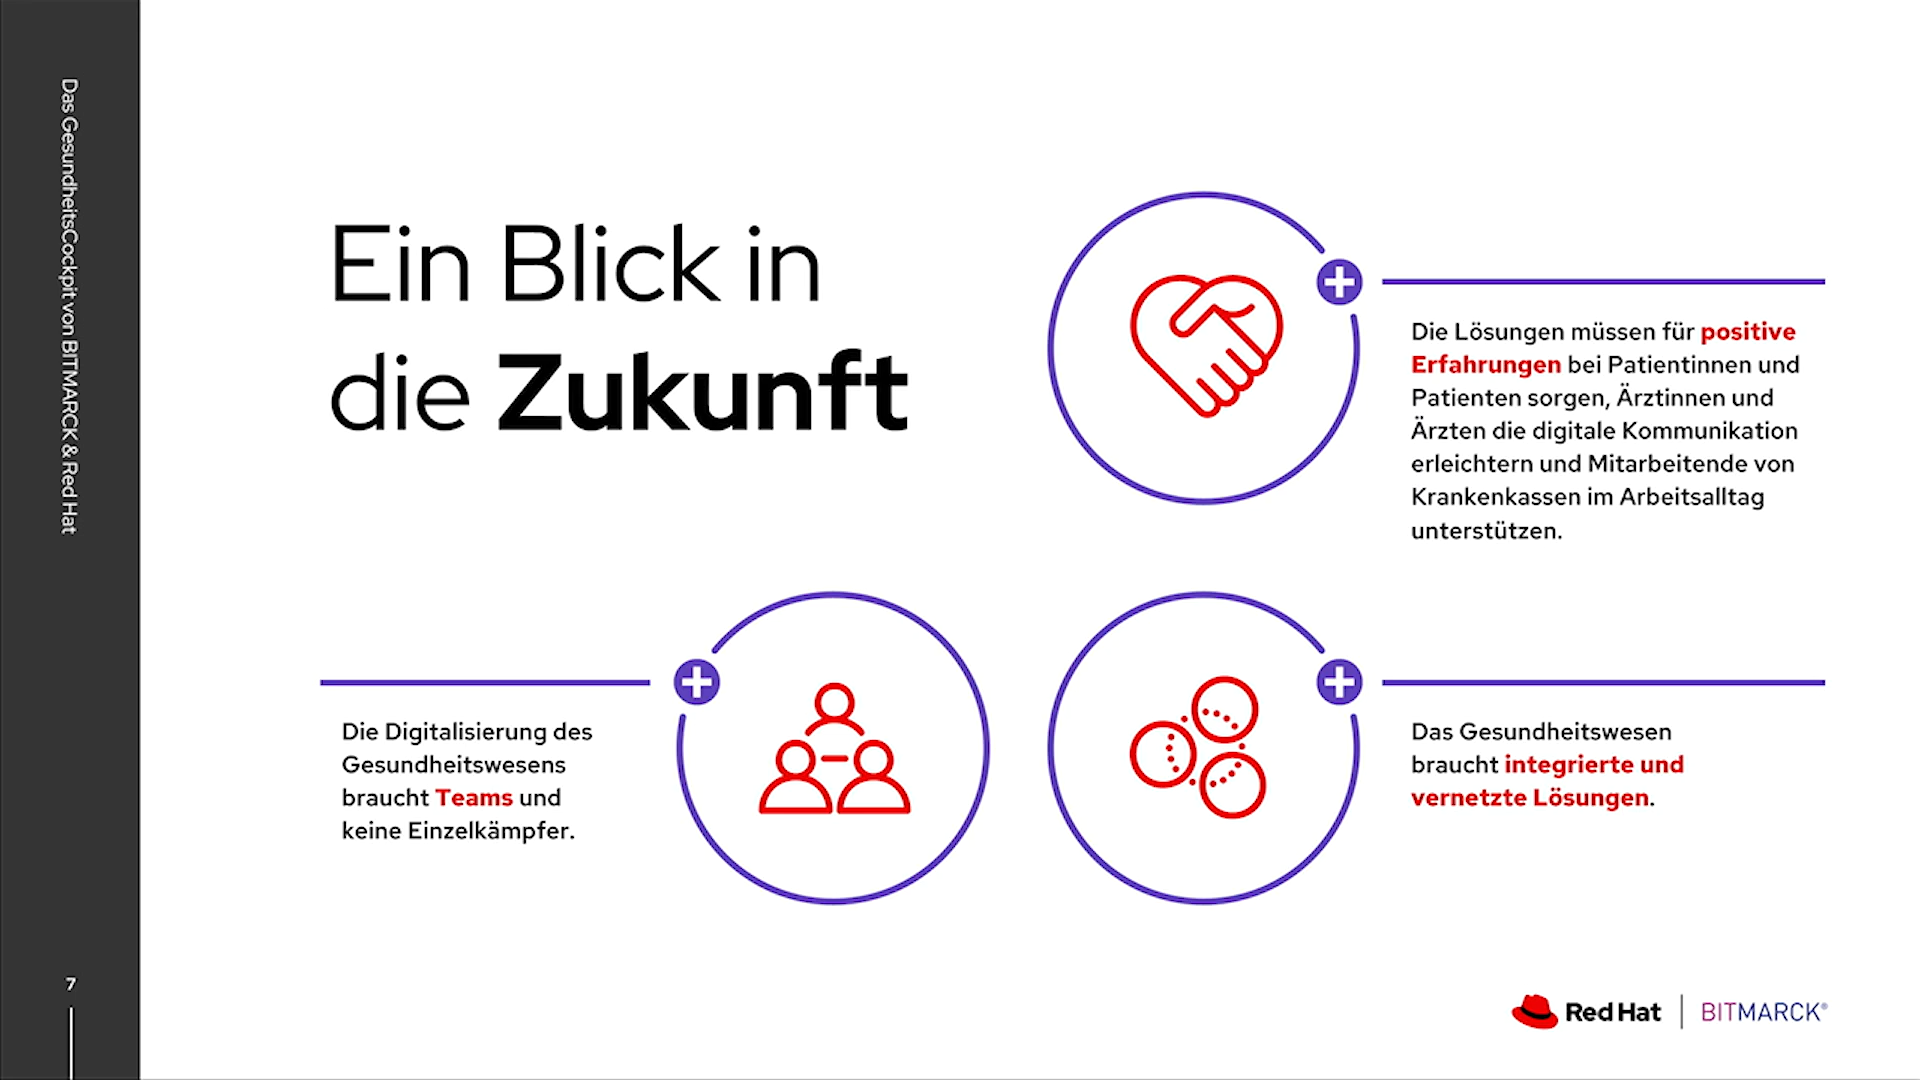 Das GesundheitsCockpit von BITMARCK & Red Hat
Ein Blick in
die Zukunft
Die Lösungen müssen für positive
Erfahrungen bei Patientinnen und
Patienten sorgen, Ärztinnen und
Ärzten die digitale Kommunikation
erleichtern und Mitarbeitende von
Krankenkassen im Arbeitsalltag
unterstützen.
Die Digitalisierung des
Gesundheitswesens
braucht Teams und
keine Einzelkämpfer.
Das Gesundheitswesen
braucht integrierte und
vernetzte Lösungen.
7
Red Hat
BITMARCK®